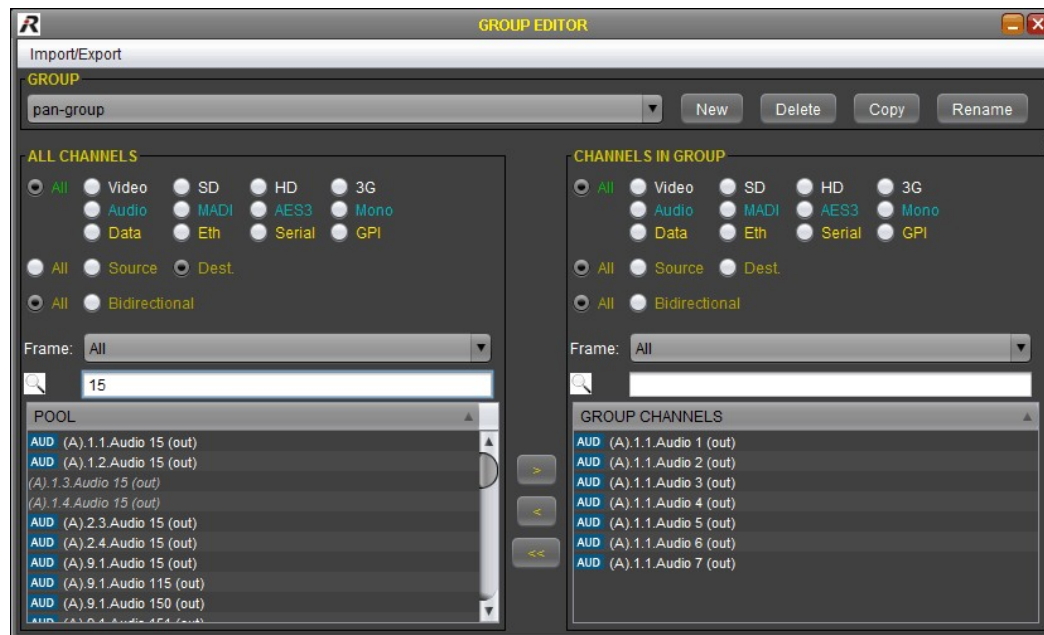 GROUP EDITOR
Import/Export
GROUP
pan-group
New Delete Copy Rename
ALL CHANNELS
All Video SD HD 3G
Audio MADI AES3 Mono
Data Eth Serial GPI
All Source Dest.
All Bidirectional
Frame: All
15
POOL
AUD (A).1.1.Audio 15 (out)
AUD (A).1.2.Audio 15 (out)
(A).1.3.Audio 15 (out)
(A).1.4.Audio 15 (out)
AUD (A).2.3.Audio 15 (out)
AUD (A).2.4.Audio 15 (out)
AUD (A).9.1.Audio 15 (out)
AUD (A).9.1.Audio 115 (out)
AUD (A).9.1.Audio 150 (out)
AUD (A).9.1.Audio 151 (out)
>
<
<<
CHANNELS IN GROUP
All Video SD HD 3G
Audio MADI AES3 Mono
Data Eth Serial GPI
All Source Dest.
All Bidirectional
Frame: All
GROUP CHANNELS
AUD (A).1.1.Audio 1 (out)
AUD (A).1.1.Audio 2 (out)
AUD (A).1.1.Audio 3 (out)
AUD (A).1.1.Audio 4 (out)
AUD (A).1.1.Audio 5 (out)
AUD (A).1.1.Audio 6 (out)
AUD (A).1.1.Audio 7 (out)